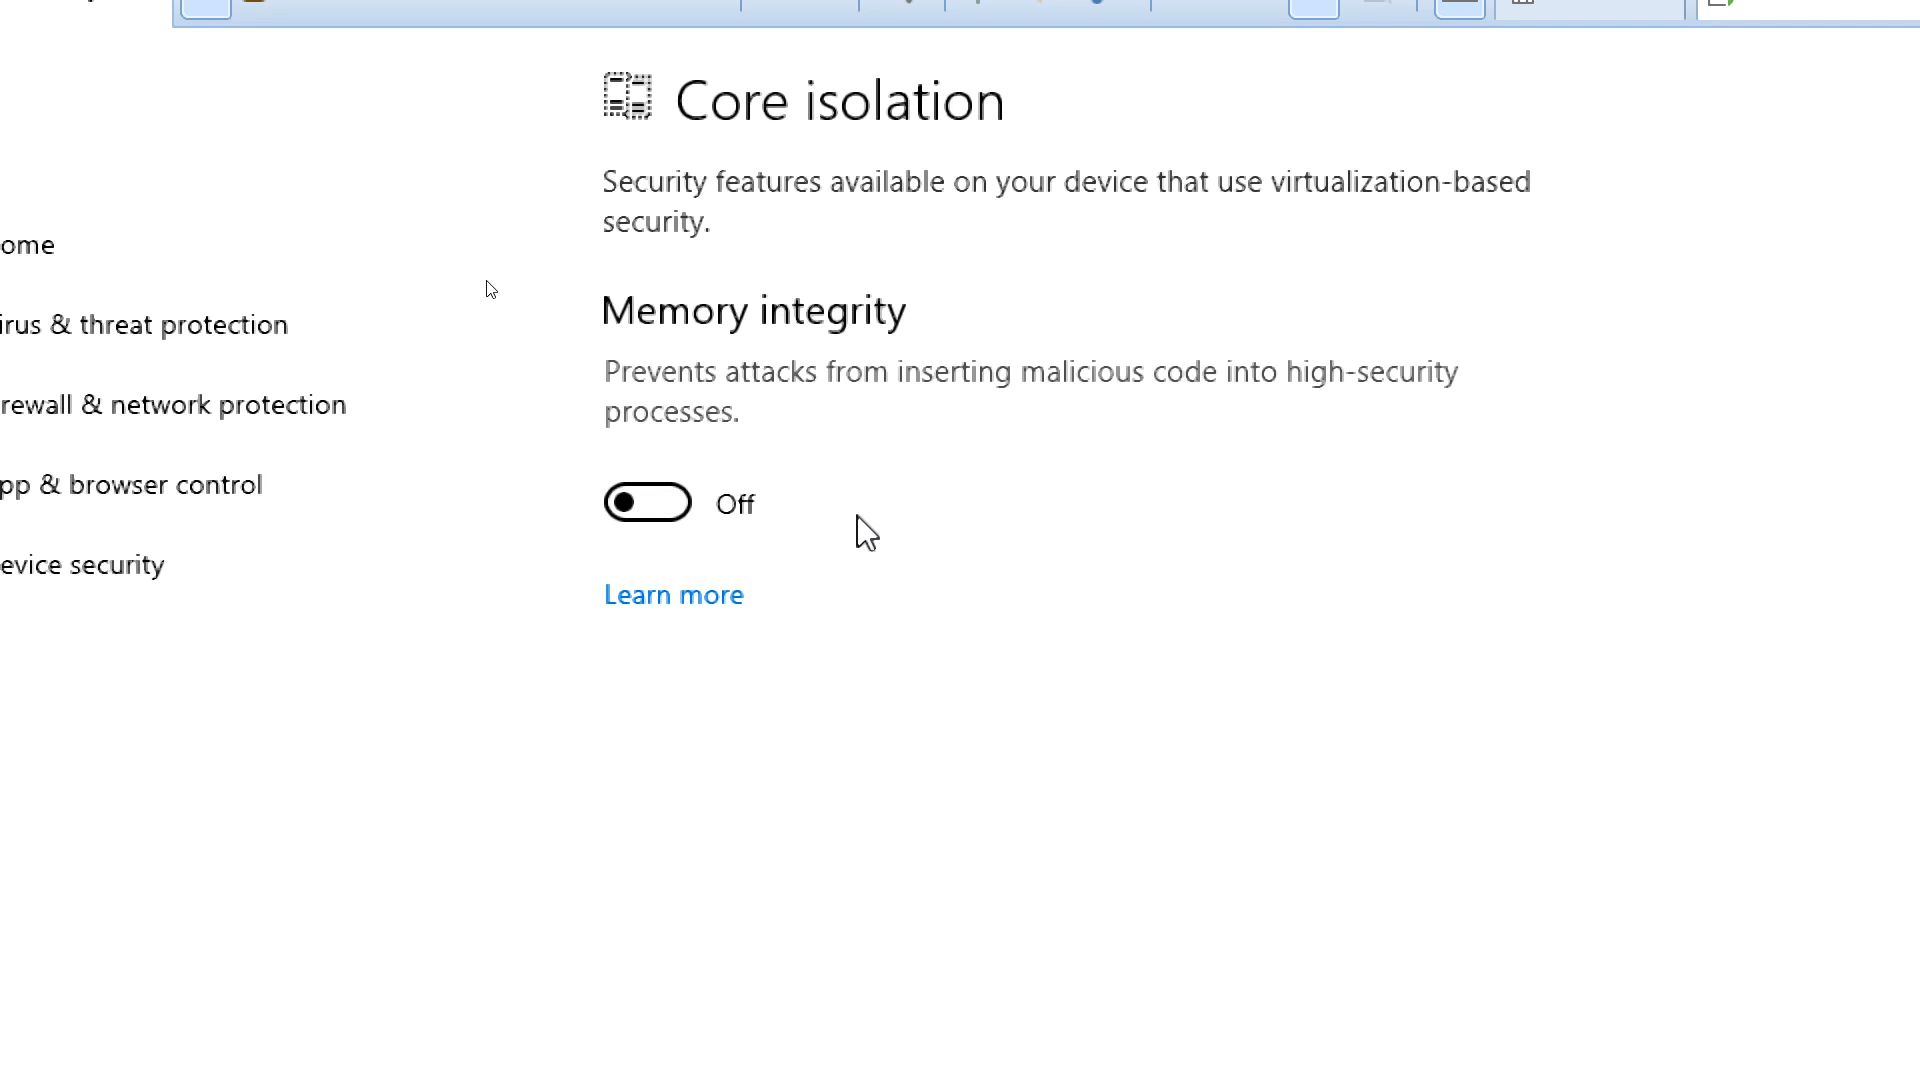 Core isolation
Security features available on your device that use virtualization-based
security.
ome
Memory integrity
irus & threat protection
Prevents attacks from inserting malicious code into high-security
processes.
rewall & network protection
pp & browser control
Off
evice security
Learn more